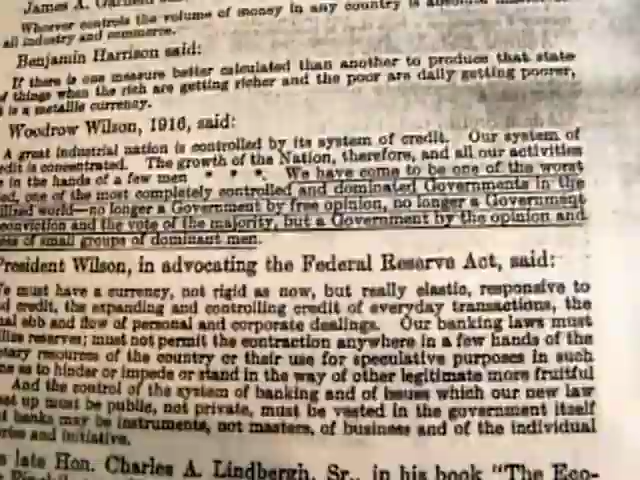 James A. Garfield
Whoever controls the volume of money in any country is absolute
all industry and commerce.
Benjamin Harrison said:
If there is one measure better calculated than another to produce that state
of things when the rich are getting richer and the poor are daily getting poorer,
is a metallic currency.
Woodrow Wilson, 1916, said:
A great industrial nation is controlled by its system of credit. Our system of
edit is concentrated. The growth of the Nation, therefore, and all our activities
e in the hands of a few men * * *. We have come to be one of the worst
ed, one of the most completely controlled and dominated Governments in the
ilized world—no longer a Government by free opinion, no longer a Government
conviction and the vote of the majority, but a Government by the opinion and
ess of small groups of dominant men.
President Wilson, in advocating the Federal Reserve Act, said:
We must have a currency, not rigid as now, but really elastic, responsive to
d credit, the expanding and controlling credit of everyday transactions, the
al ebb and flow of personal and corporate dealings. Our banking laws must
ilize reserves; must not permit the contraction anywhere in a few hands of the
etary resources of the country or their use for speculative purposes in such
me as to hinder or impede or stand in the way of other legitimate more fruitful
And the control of the system of banking and of issues which our new law
set up must be public, not private, must be vested in the government itself
t banks may be instruments, not masters, of business and of the individual
ries and initiative.
e late Hon. Charles A. Lindbergh, Sr., in his book "The Eco-